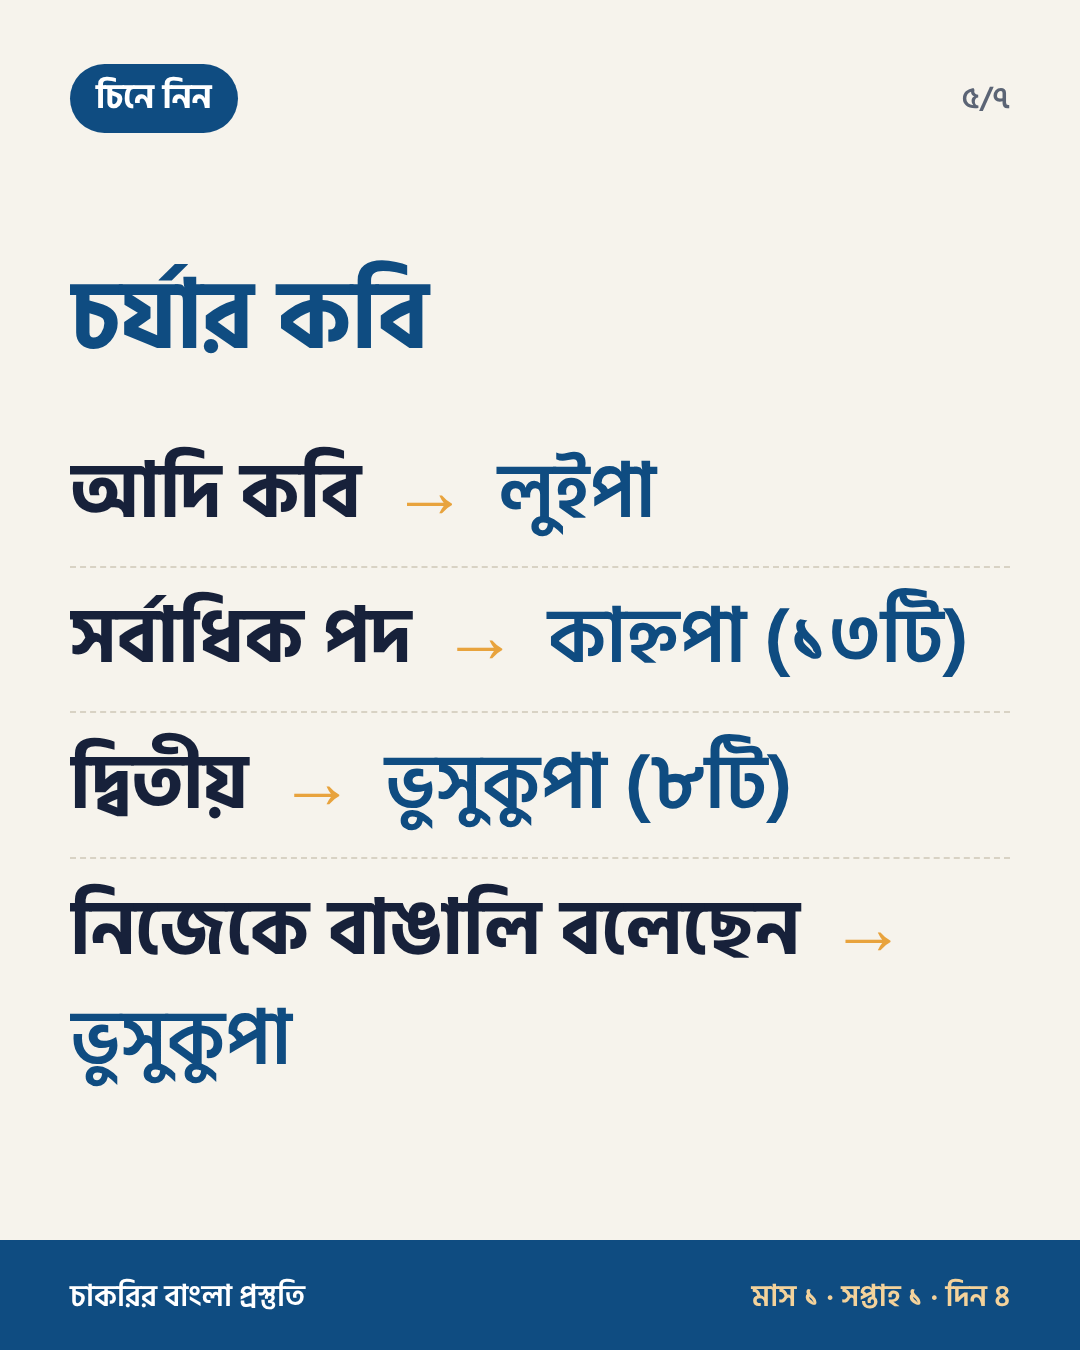 চিনে নিন
৫/৭
চর্যার কবি
আদি কবি → লুইপা
সর্বাধিক পদ → কাহ্নপা (১৩টি)
দ্বিতীয় → ভুসুকুপা (৮টি)
নিজেকে বাঙালি বলেছেন →
ভুসুকুপা
চাকরির বাংলা প্রস্তুতি
মাস ১ · সপ্তাহ ১ · দিন ৪